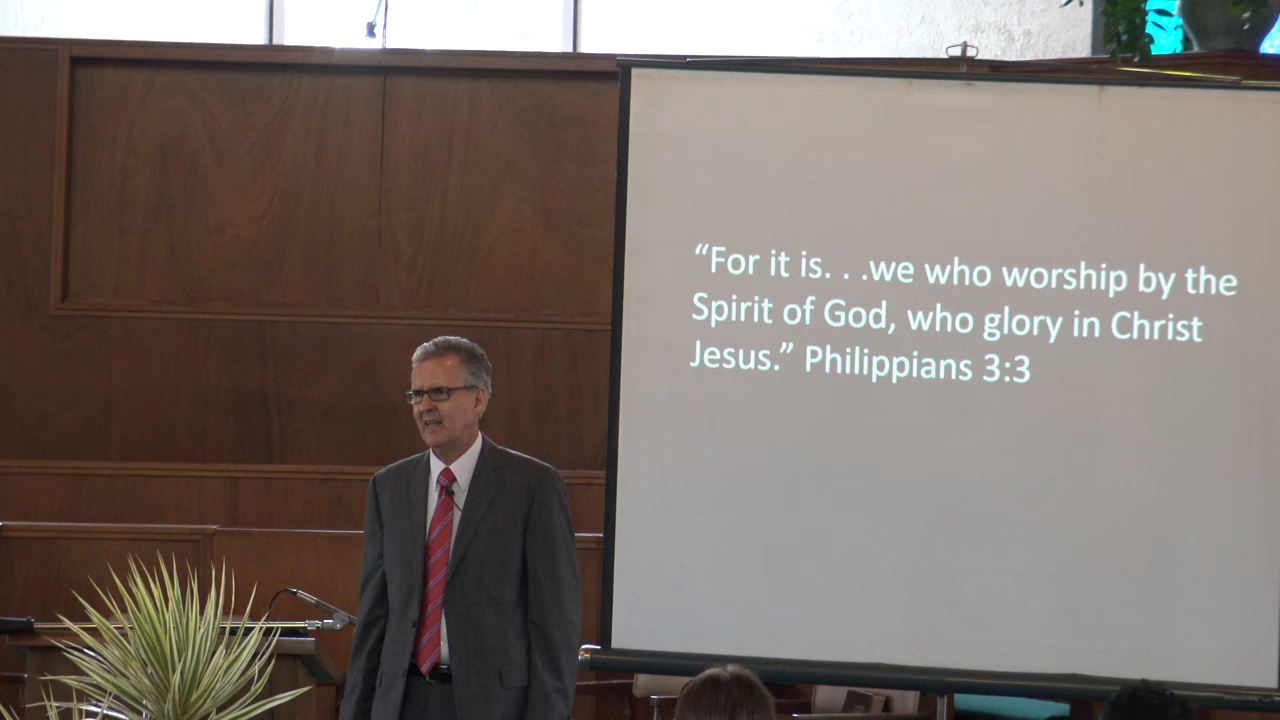 “For it is. . .we who worship by the
Spirit of God, who glory in Christ
Jesus.” Philippians 3:3